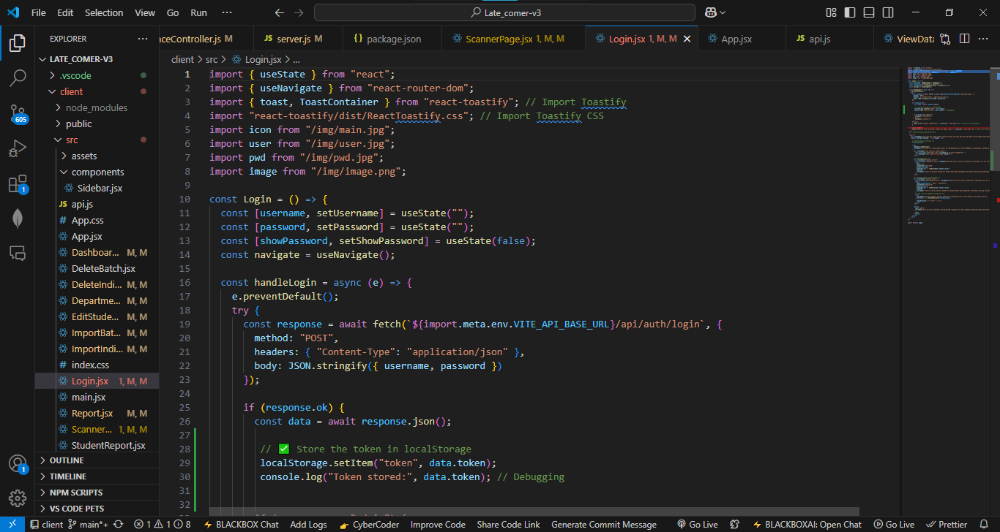 File Edit Selection View Go Run ···
Late_comer-v3
EXPLORER ···
LATE_COMER-V3
.vscode
client
node_modules
public
src
assets
components
Sidebar.jsx
JS api.js
# App.css
App.jsx
Dashboar... M, M
DeleteBatch.jsx
DeleteIndi... M, M
Departme... M, M
EditStude... M, M
ImportBat... M, M
ImportIndi... M, M
# index.css
Login.jsx 1, M, M
main.jsx
Report.jsx M, M
Scanner... 1, M, M
StudentReport.jsx
OUTLINE
TIMELINE
NPM SCRIPTS
VS CODE PETS
605
1
1
ceController.js M
JS server.js M
{} package.json
ScannerPage.jsx 1, M, M
Login.jsx 1, M, M
App.jsx
JS api.js
ViewData
···
client > src > Login.jsx > ...
1 import { useState } from "react";
2 import { useNavigate } from "react-router-dom";
3 import { toast, ToastContainer } from "react-toastify"; // Import Toastify
4 import "react-toastify/dist/ReactToastify.css"; // Import Toastify CSS
5 import icon from "/img/main.jpg";
6 import user from "/img/user.jpg";
7 import pwd from "/img/pwd.jpg";
8 import image from "/img/image.png";
9
10 const Login = () => {
11 const [username, setUsername] = useState("");
12 const [password, setPassword] = useState("");
13 const [showPassword, setShowPassword] = useState(false);
14 const navigate = useNavigate();
15
16 const handleLogin = async (e) => {
17 e.preventDefault();
18 try {
19 const response = await fetch(`${import.meta.env.VITE_API_BASE_URL}/api/auth/login`, {
20 method: "POST",
21 headers: { "Content-Type": "application/json" },
22 body: JSON.stringify({ username, password })
23 });
24
25 if (response.ok) {
26 const data = await response.json();
27
28 // ✅ Store the token in localStorage
29 localStorage.setItem("token", data.token);
30 console.log("Token stored:", data.token); // Debugging
31
32
client main*+ 1 1 8 BLACKBOX Chat Add Logs CyberCoder Improve Code Share Code Link Generate Commit Message Go Live BLACKBOXAI: Open Chat Go Live Prettier